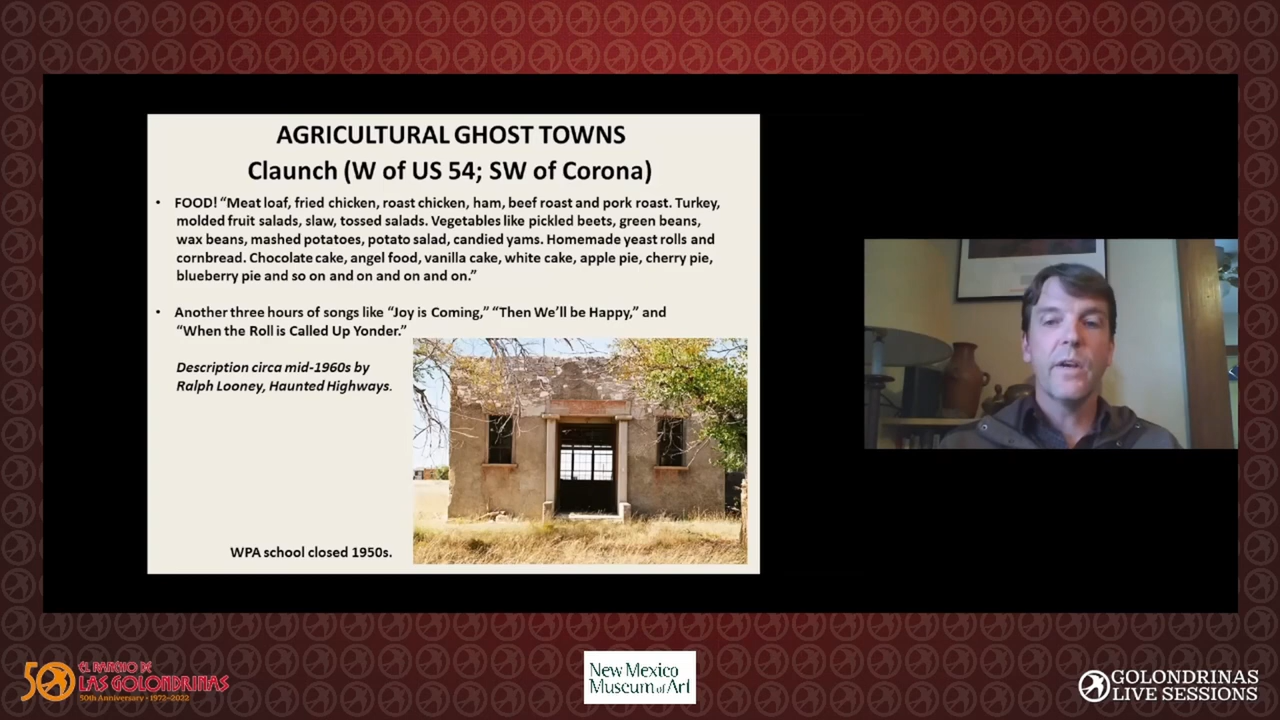 AGRICULTURAL GHOST TOWNS
Claunch (W of US 54; SW of Corona)
• FOOD! “Meat loaf, fried chicken, roast chicken, ham, beef roast and pork roast. Turkey,
molded fruit salads, slaw, tossed salads. Vegetables like pickled beets, green beans,
wax beans, mashed potatoes, potato salad, candied yams. Homemade yeast rolls and
cornbread. Chocolate cake, angel food, vanilla cake, white cake, apple pie, cherry pie,
blueberry pie and so on and on and on and on.”
• Another three hours of songs like “Joy is Coming,” “Then We’ll be Happy,” and
“When the Roll is Called Up Yonder.”
Description circa mid-1960s by
Ralph Looney, Haunted Highways.
WPA school closed 1950s.
50
EL RANCHO DE
LAS GOLONDRINAS
50th Anniversary • 1972-2022
New Mexico
Museum of Art
GOLONDRINAS
LIVE SESSIONS